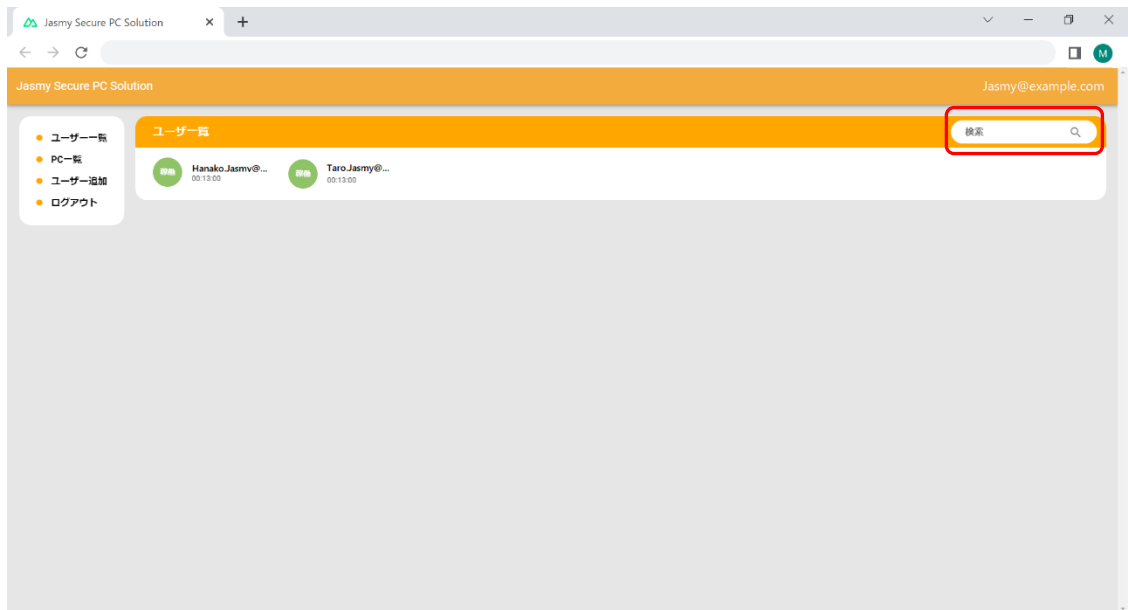 Jasmy Secure PC Solution
M
Jasmy Secure PC Solution
Jasmy@example.com
ユーザー一覧
PC一覧
ユーザー追加
ログアウト
ユーザ一覧
検索
Hanako.Jasmy@...
00:13:00
Taro.Jasmy@...
00:13:00